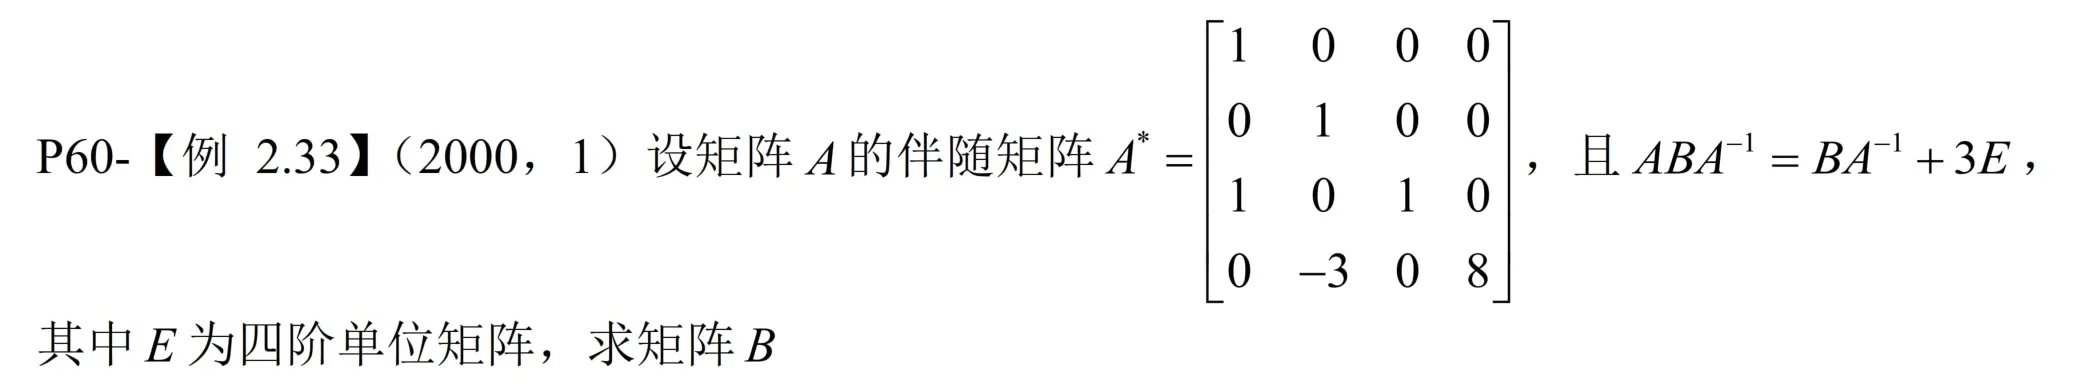 P60-【例 2.33】（2000，1）设矩阵 A 的伴随矩阵 A^* = \begin{bmatrix} 1 & 0 & 0 & 0 \\ 0 & 1 & 0 & 0 \\ 1 & 0 & 1 & 0 \\ 0 & -3 & 0 & 8 \end{bmatrix}，且 ABA^{-1} = BA^{-1} + 3E，
其中 E 为四阶单位矩阵，求矩阵 B